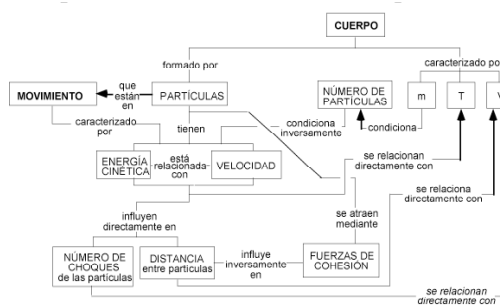 CUERPO
formado por
caracterizado po
MOVIMIENTO
que
están
en
PARTÍCULAS
NÚMERO DE
PARTÍCULAS
m
T
V
caracterizado
por
tienen
condiciona
inversamente
condiciona
ENERGÍA
CINÉTICA
está
relacionada
con
VELOCIDAD
se relacionan
directamente con
se relaciona
directamente con
influyen
directamente en
se atraen
mediante
NÚMERO DE
CHOQUES
de las partículas
DISTANCIA
entre particulas
influye
inversamente
en
FUERZAS DE
COHESIÓN
se relacionan
directamente con